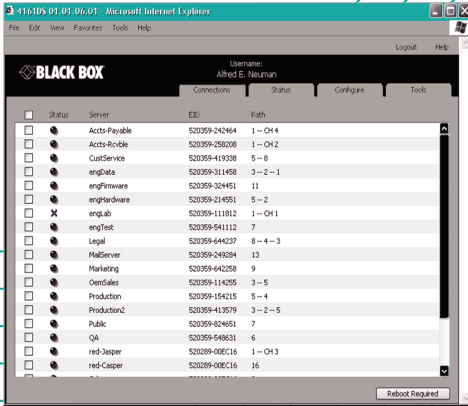 4161DS 01.01.06.01 - Microsoft Internet Explorer
File Edit View Favorites Tools Help
Logout Help
BLACK BOX
Username:
Alfred E. Neuman
Connections Status Configure Tools
Status Server EID Path
Accts-Payable 520359-242464 1 -- CH 4
Accts-Rcvble 520359-258208 1 -- CH 2
CustService 520359-419338 5 -- 8
engData 520359-311458 3 -- 2 -- 1
engFirmware 520359-324451 11
engHardware 520359-214551 5 -- 2
engLab 520359-111812 1 -- CH 1
engTest 520359-541112 7
Legal 520359-644237 8 -- 4 -- 3
MailServer 520359-249284 13
Marketing 520359-642258 9
OemSales 520359-114255 3 -- 5
Production 520359-154215 5 -- 4
Production2 520359-413579 3 -- 2 -- 5
Public 520359-824651 7
QA 520359-548631 6
red-Jasper 520289-00EC16 1 -- CH 3
red-Casper 520289-00EC16 16
Reboot Required